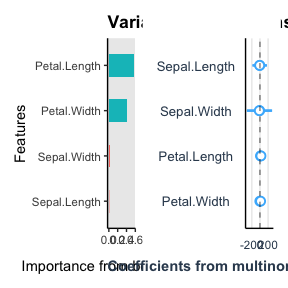 Varia
s
Features
Petal.Length
Petal.Width
Sepal.Width
Sepal.Length
Importance from
Sepal.Length
Sepal.Width
Petal.Length
Petal.Width
-200
200
Coefficients from multinor